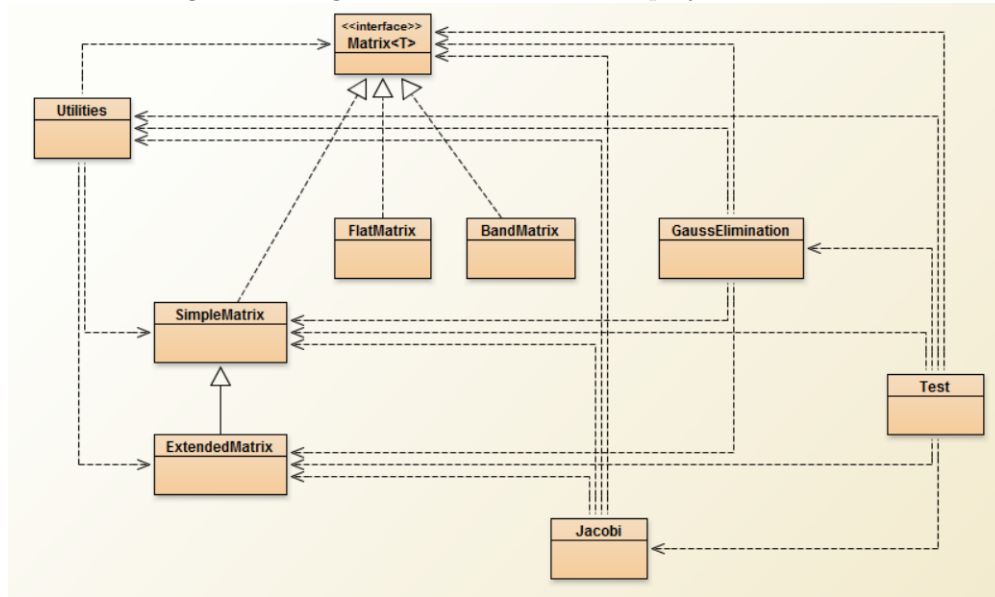 <<interface>>
Matrix<T>
Utilities
FlatMatrix
BandMatrix
GaussElimination
SimpleMatrix
Test
ExtendedMatrix
Jacobi